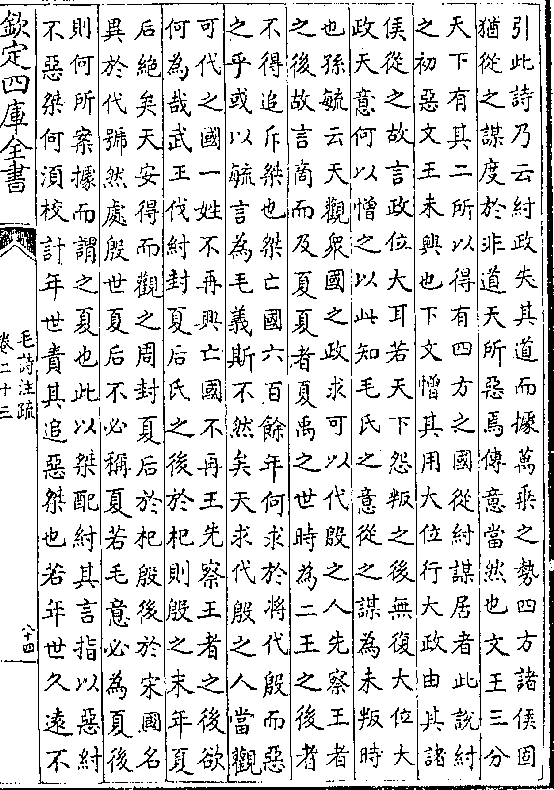 引此詩乃云紂政失其道而據萬乘之勢四方諸侯固
猶從之謀度於非道天所惡焉傳意當然也文王三分
天下有其二所以得有四方之國從紂謀居者此說紂
之初惡文王未興也下文憎其用大位行大政由其諸
侯從之故言政位大耳若天下怨叛之後無復大位大
政天意何以憎之以此知毛氏之意從之謀為未叛時
也孫毓云天觀衆國之政求可以代殷之人先察王者
之後故言商而及夏夏者夏禹之世時為二王之後者
不得追斥桀也桀亡國六百餘年何求於將代殷而惡
之乎或以毓言為毛義斯不然矣天求代殷之人當觀
可代之國一姓不再興亡國不再王先察王者之後欲
何為哉武王伐紂封夏后氏之後於杞則殷之末年夏
后絶矣天安得而觀之周封夏后於杞殷後於宋國名
異於代號然處殷世夏后不必稱夏若毛意必為夏後
則何所案據而謂之夏也此以桀配紂其言指以惡紂
不惡桀何須校計年世責其追惡桀也若年世久遠不
欽定四庫全書
毛詩注疏
卷二十三
八十四